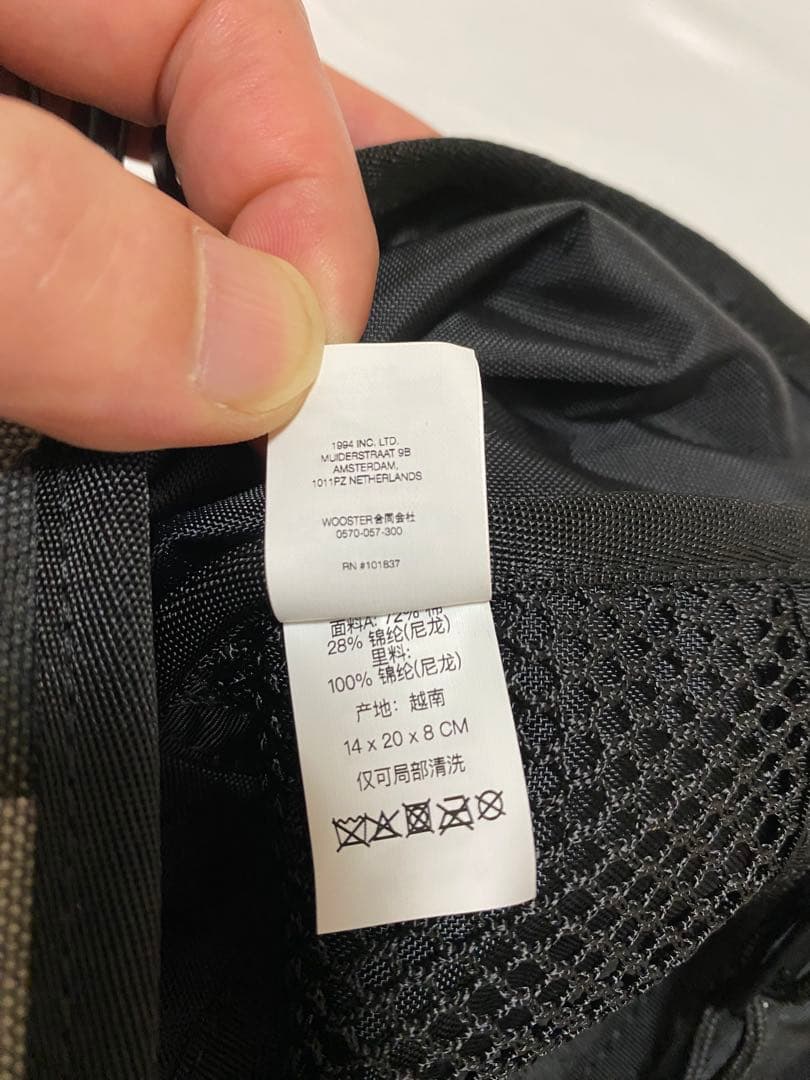 1994 INC. LTD.
MUIDERSTRAAT 9B
AMSTERDAM,
1011PZ NETHERLANDS
WOOSTER合同会社
0570-057-300
RN #101837
面料A: 72% 棉
28% 锦纶(尼龙)
里料:
100% 锦纶(尼龙)
产地: 越南
14 x 20 x 8 CM
仅可局部清洗